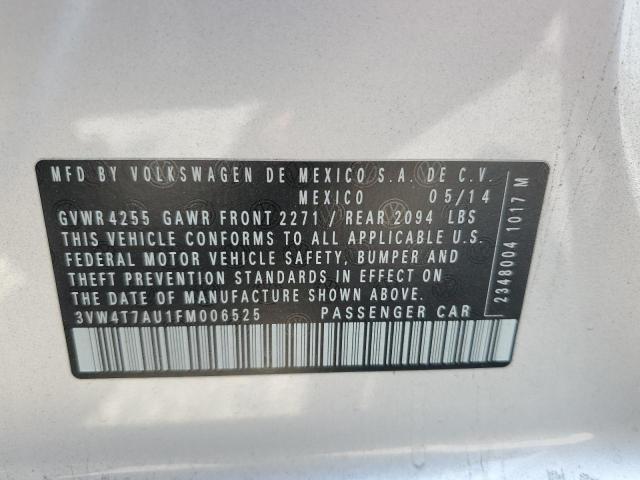 MFD BY VOLKSWAGEN DE MEXICO S.A. DE C.V.
MEXICO 05/14
GVWR4255 GAWR FRONT 2271/REAR 2094 LBS
THIS VEHICLE CONFORMS TO ALL APPLICABLE U.S.
FEDERAL MOTOR VEHICLE SAFETY, BUMPER AND
THEFT PREVENTION STANDARDS IN EFFECT ON
THE DATE OF MANUFACTURE SHOWN ABOVE.
3VW4T7AU1FM006525 PASSENGER CAR
2348004 1017 M